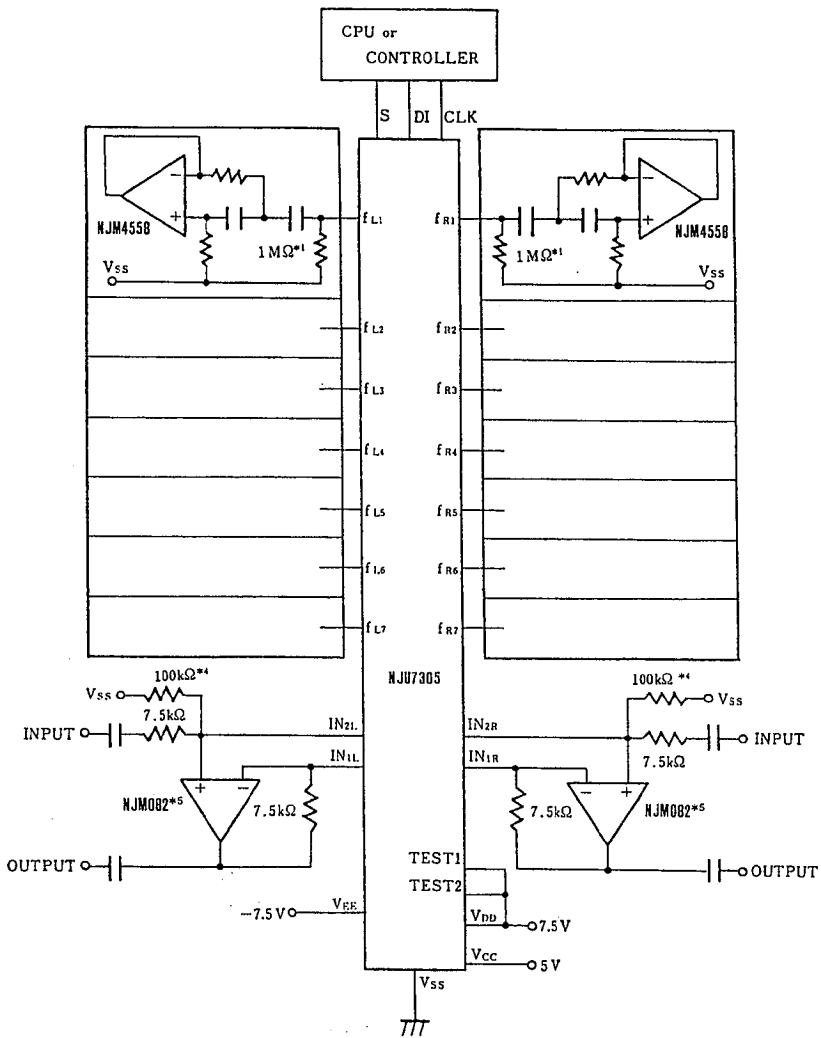 CPU or
CONTROLLER
S DI CLK
NJM4558
1MΩ*1
Vss
fL1
fL2
fL3
fL4
fL5
fL6
fL7
fR1
fR2
fR3
fR4
fR5
fR6
fR7
1MΩ*1
NJM4558
Vss
NJU7305
100kΩ*4
Vss
7.5kΩ
INPUT
IN2L
IN1L
NJM082*5
7.5kΩ
OUTPUT
−7.5V
VEE
100kΩ*4
Vss
IN2R
7.5kΩ
INPUT
IN1R
7.5kΩ
NJM082*5
OUTPUT
TEST1
TEST2
VDD
7.5V
VCC
5V
Vss